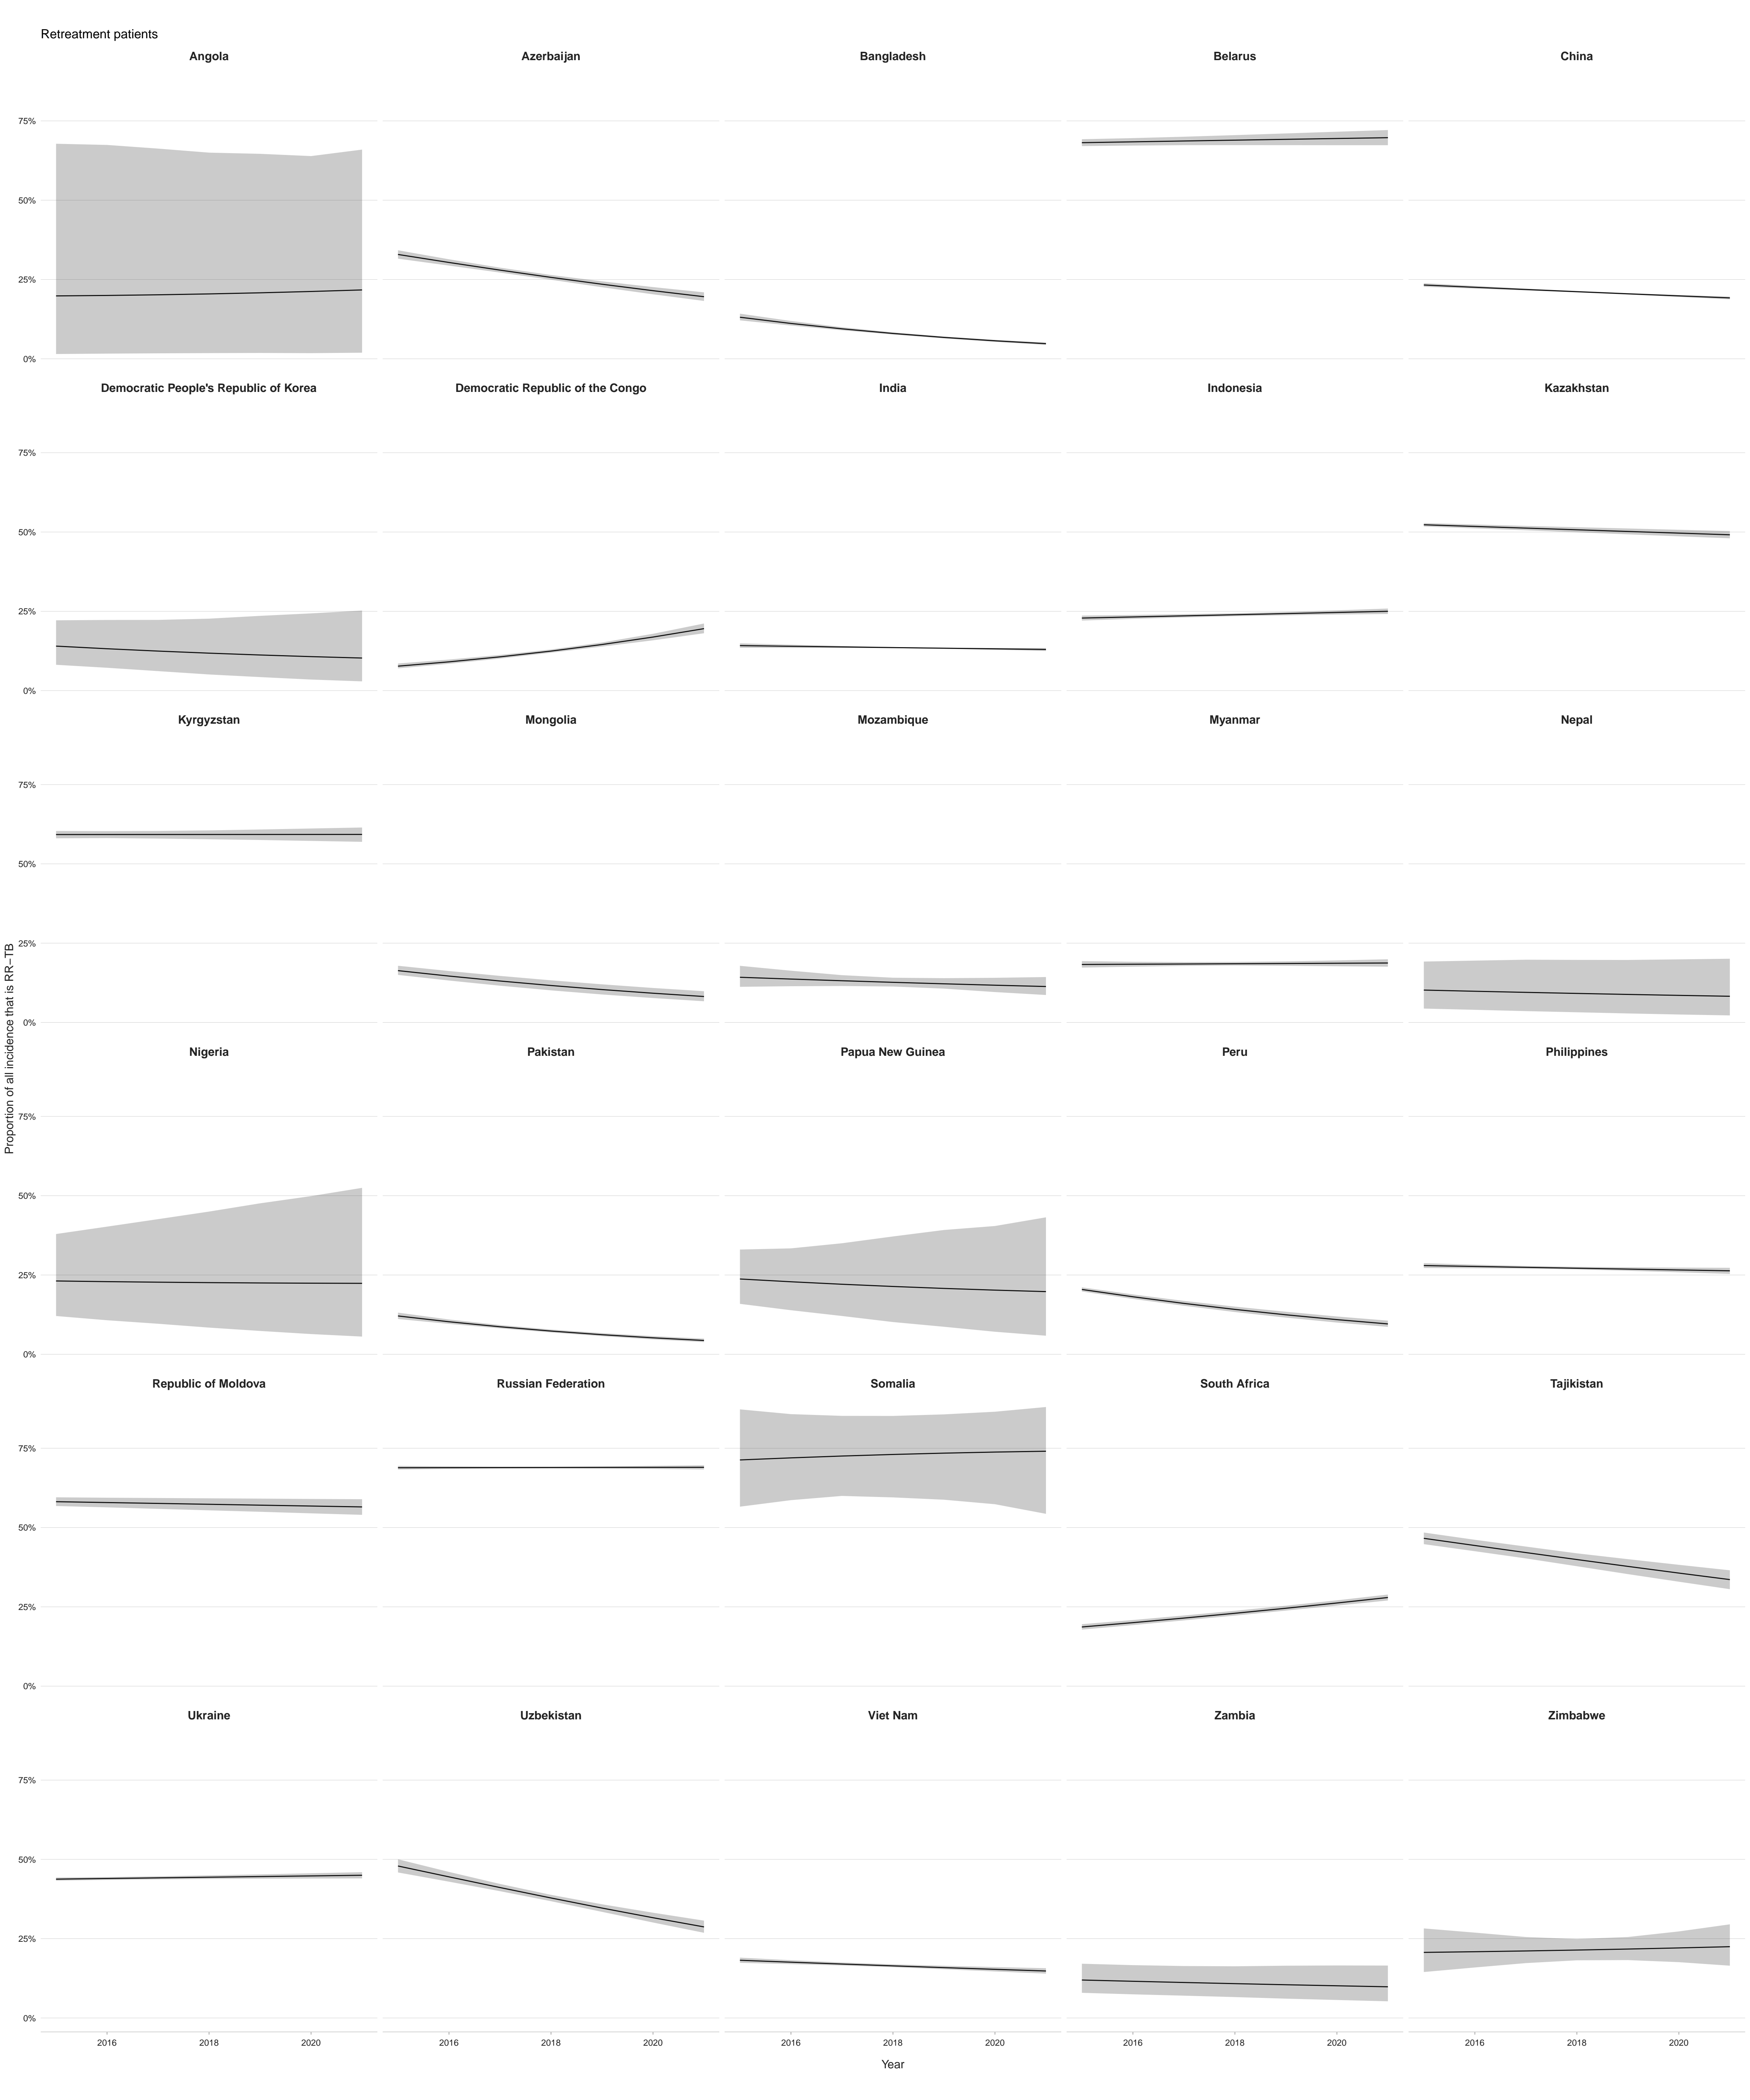 Retreatment patients
Angola
Azerbaijan
Bangladesh
Belarus
China
75%
50%
25%
0%
Democratic People's Republic of Korea
Democratic Republic of the Congo
India
Indonesia
Kazakhstan
75%
50%
25%
0%
Kyrgyzstan
Mongolia
Mozambique
Myanmar
Nepal
75%
50%
25%
0%
Proportion of all incidence that is RR−TB
Nigeria
Pakistan
Papua New Guinea
Peru
Philippines
75%
50%
25%
0%
Republic of Moldova
Russian Federation
Somalia
South Africa
Tajikistan
75%
50%
25%
0%
Ukraine
Uzbekistan
Viet Nam
Zambia
Zimbabwe
75%
50%
25%
0%
2016 2018 2020
2016 2018 2020
2016 2018 2020
2016 2018 2020
2016 2018 2020
Year